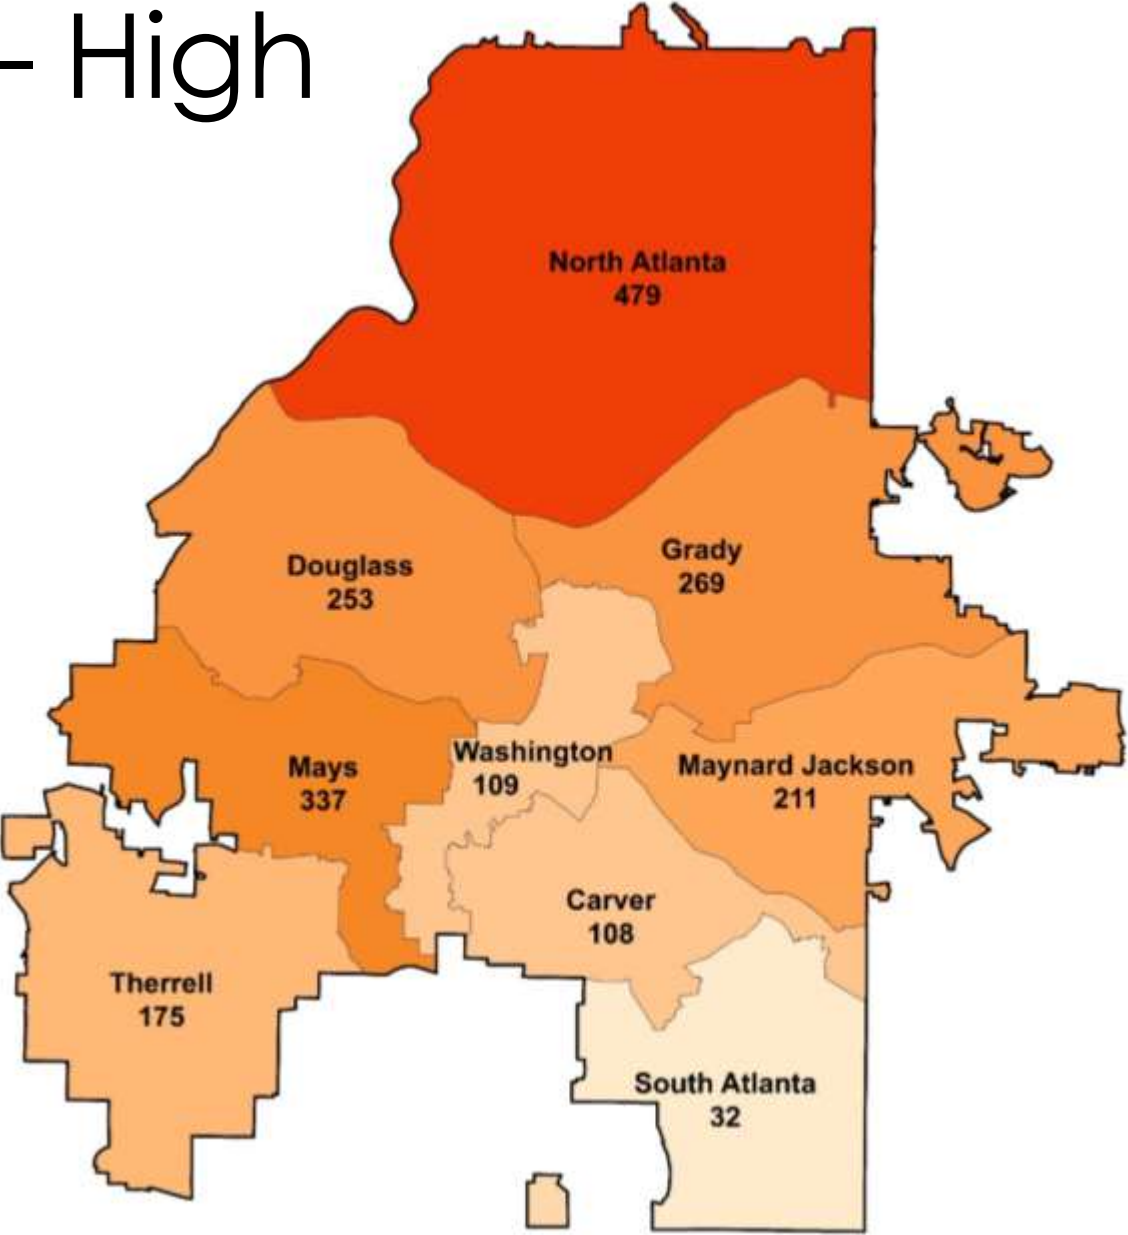 – High
North Atlanta
479
Douglass
253
Grady
269
Mays
337
Washington
109
Maynard Jackson
211
Carver
108
Therrell
175
South Atlanta
32